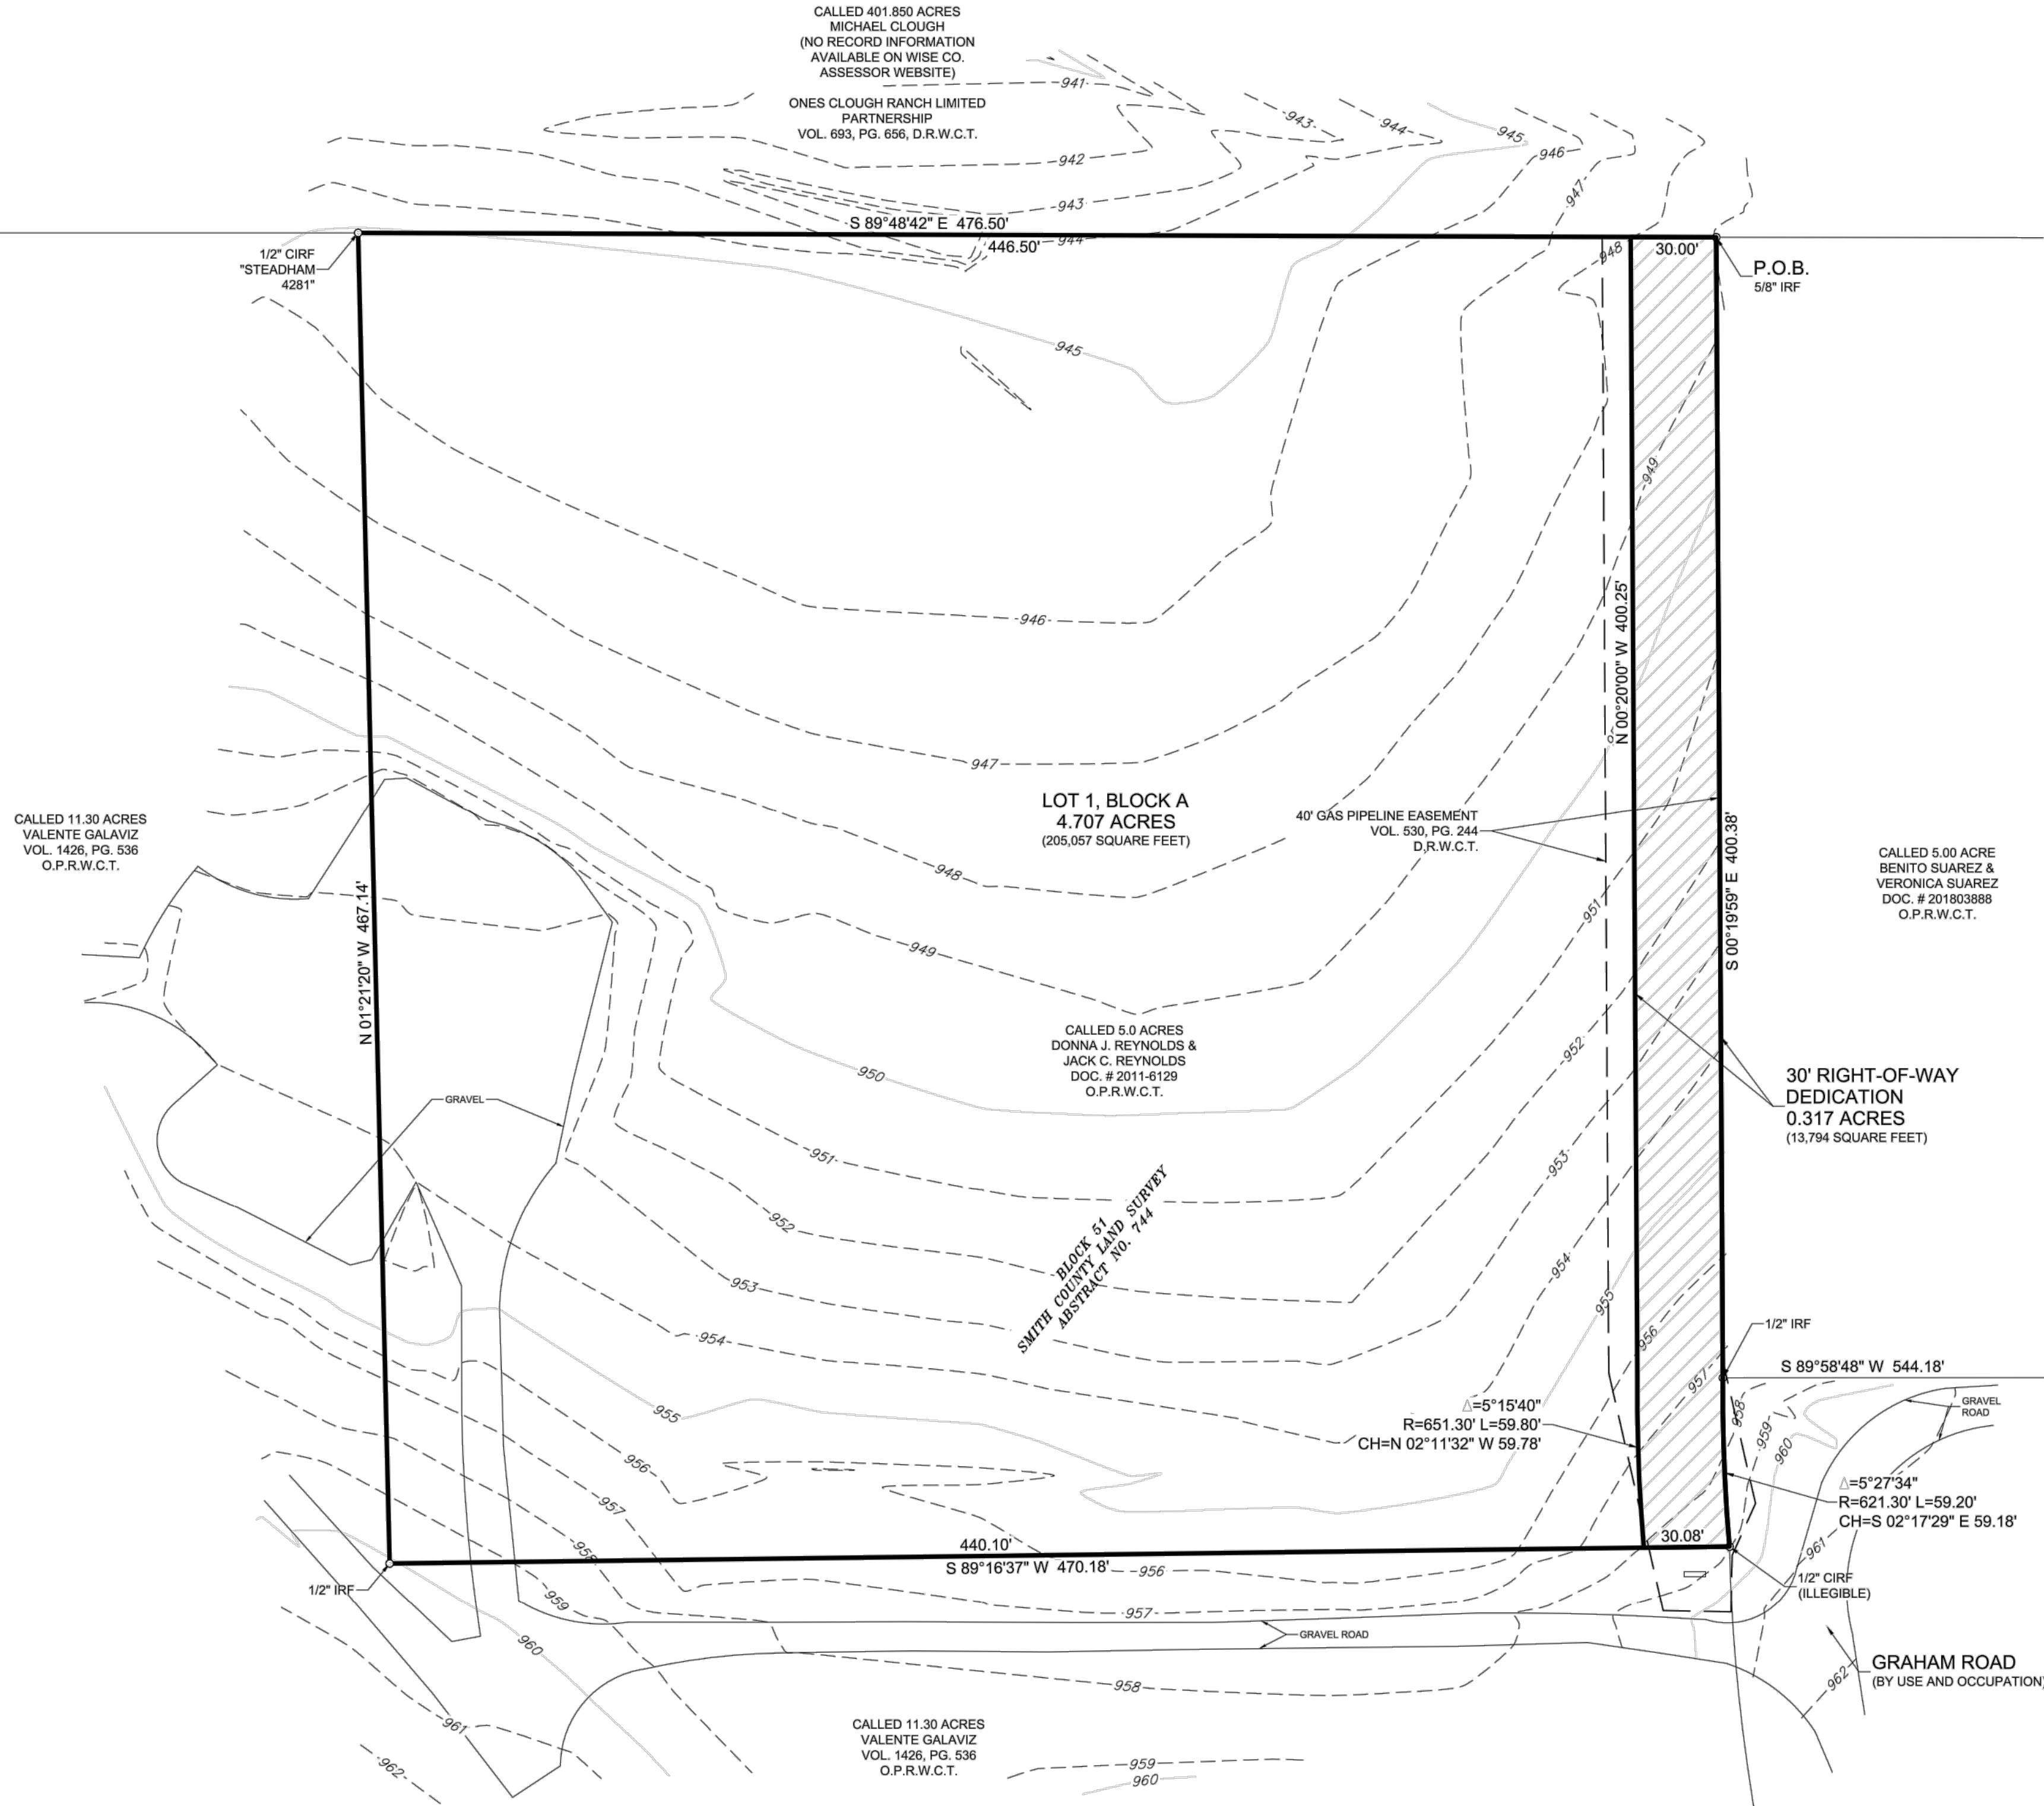 CALLED 401.850 ACRES
MICHAEL CLOUGH
(NO RECORD INFORMATION
AVAILABLE ON WISE CO.
ASSESSOR WEBSITE)
941
ONES CLOUGH RANCH LIMITED
PARTNERSHIP
VOL. 693, PG. 656, D.R.W.C.T.
943
944
945
946
942
947
943
S 89°48'42" E 476.50'
944
446.50'
948
30.00'
1/2" CIRF
"STEADHAM
4281"
P.O.B.
5/8" IRF
945
949
946
N 00°20'00" W 400.25'
947
LOT 1, BLOCK A
4.707 ACRES
(205,057 SQUARE FEET)
40' GAS PIPELINE EASEMENT
VOL. 530, PG. 244
D,R.W.C.T.
CALLED 11.30 ACRES
VALENTE GALAVIZ
VOL. 1426, PG. 536
O.P.R.W.C.T.
S 00°19'59" E 400.38'
CALLED 5.00 ACRE
BENITO SUAREZ &
VERONICA SUAREZ
DOC. # 201803888
O.P.R.W.C.T.
948
951
N 01°21'20" W 467.14'
949
952
CALLED 5.0 ACRES
DONNA J. REYNOLDS &
JACK C. REYNOLDS
DOC. # 2011-6129
O.P.R.W.C.T.
950
GRAVEL
30' RIGHT-OF-WAY
DEDICATION
0.317 ACRES
(13,794 SQUARE FEET)
951
953
952
BLOCK 51
SMITH COUNTY LAND SURVEY
ABSTRACT NO. 744
953
954
955
954
956
1/2" IRF
S 89°58'48" W 544.18'
957
955
958
959
960
GRAVEL
ROAD
Δ=5°15'40"
R=651.30' L=59.80'
CH=N 02°11'32" W 59.78'
956
957
Δ=5°27'34"
R=621.30' L=59.20'
CH=S 02°17'29" E 59.18'
30.08'
440.10'
S 89°16'37" W 470.18'
956
958
961
1/2" IRF
959
1/2" CIRF
(ILLEGIBLE)
957
GRAVEL ROAD
960
GRAHAM ROAD
(BY USE AND OCCUPATION)
962
958
961
CALLED 11.30 ACRES
VALENTE GALAVIZ
VOL. 1426, PG. 536
O.P.R.W.C.T.
962
959
960